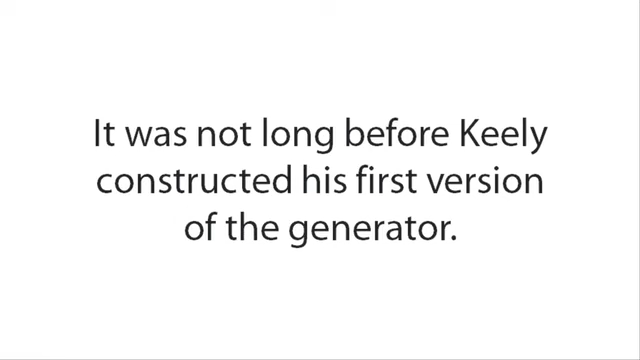 It was not long before Keely
constructed his first version
of the generator.